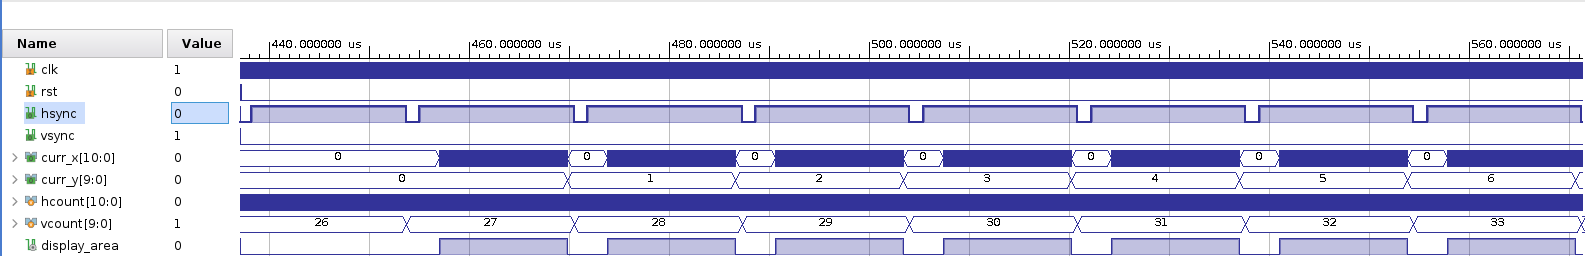 Name Value 440.000000 us 460.000000 us 480.000000 us 500.000000 us 520.000000 us 540.000000 us 560.000000 us
clk 1
rst 0
hsync 0
vsync 1
curr_x[10:0] 0 0 0 0 0 0 0 0
curr_y[9:0] 0 0 1 2 3 4 5 6
hcount[10:0] 0
vcount[9:0] 1 26 27 28 29 30 31 32 33
display_area 0